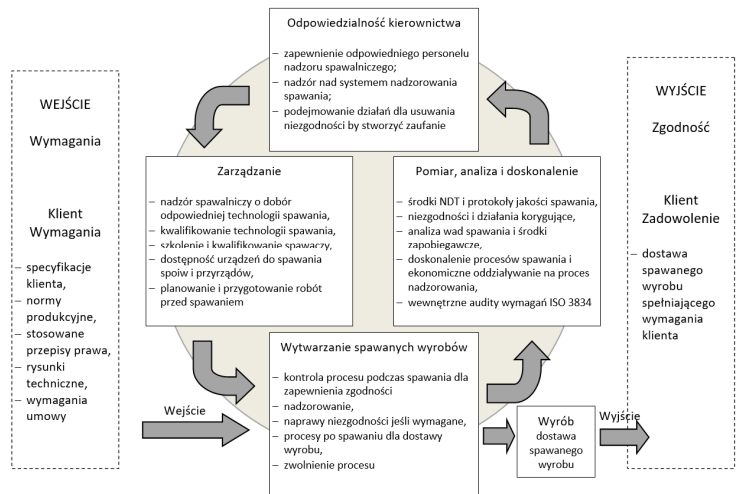 Odpowiedzialność kierownictwa
– zapewnienie odpowiedniego personelu
nadzoru spawalniczego;
– nadzór nad systemem nadzorowania
spawania;
– podejmowanie działań dla usuwania
niezgodności by stworzyć zaufanie
WEJŚCIE
Wymagania
Klient
Wymagania
– specyfikacje
klienta,
– normy
produkcyjne,
– stosowane
przepisy prawa,
– rysunki
techniczne,
– wymagania
umowy
Zarządzanie
– nadzór spawalniczy o dobór
odpowiedniej technologii spawania,
– kwalifikowanie technologii spawania,
– szkolenie i kwalifikowanie spawaczy,
– dostępność urządzeń do spawania
spoiw i przyrządów,
– planowanie i przygotowanie robót
przed spawaniem
Pomiar, analiza i doskonalenie
– środki NDT i protokoły jakości spawania,
– niezgodności i działania korygujące,
– analiza wad spawania i środki
zapobiegawcze,
– doskonalenie procesów spawania i
ekonomiczne oddziaływanie na proces
nadzorowania,
– wewnętrzne audity wymagań ISO 3834
WYJŚCIE
Zgodność
Klient
Zadowolenie
– dostawa
spawanego
wyrobu
spełniającego
wymagania
klienta
Wytwarzanie spawanych wyrobów
– kontrola procesu podczas spawania dla
zapewnienia zgodności
– nadzorowanie,
– naprawy niezgodności jeśli wymagane,
– procesy po spawaniu dla dostawy
wyrobu,
– zwolnienie procesu
Wejście
Wyrób
dostawa
spawanego
wyrobu
Wyjście